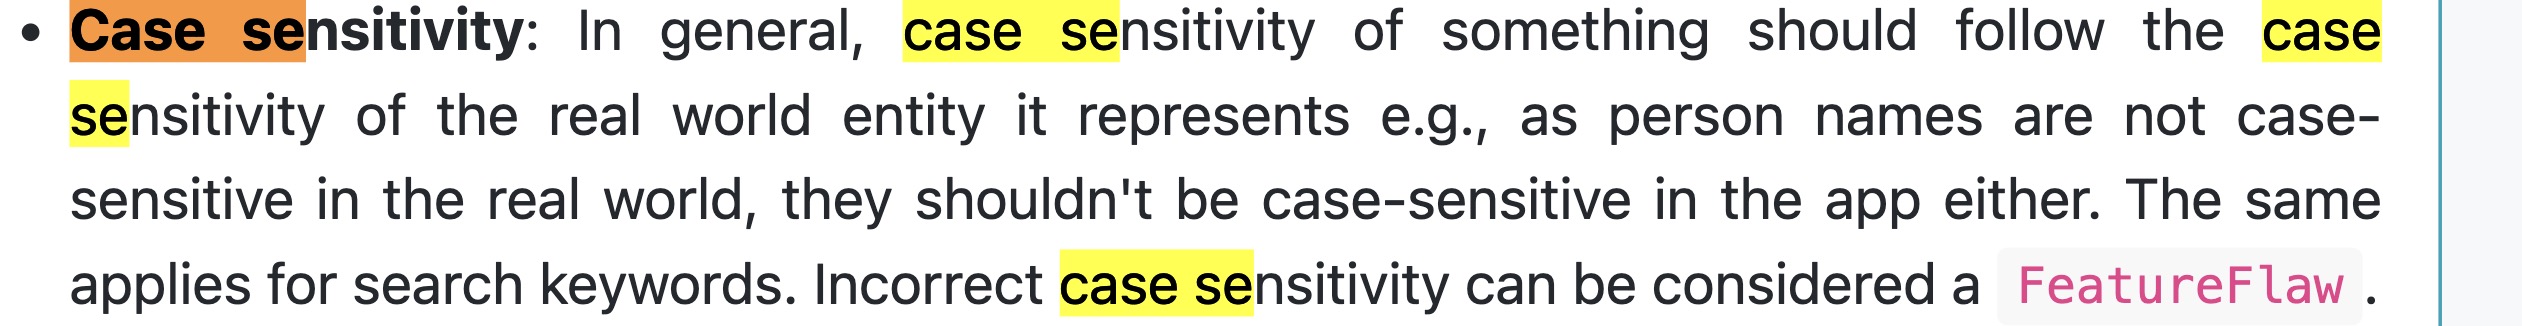 • Case sensitivity: In general, case sensitivity of something should follow the case
sensitivity of the real world entity it represents e.g., as person names are not case-
sensitive in the real world, they shouldn't be case-sensitive in the app either. The same
applies for search keywords. Incorrect case sensitivity can be considered a FeatureFlaw.